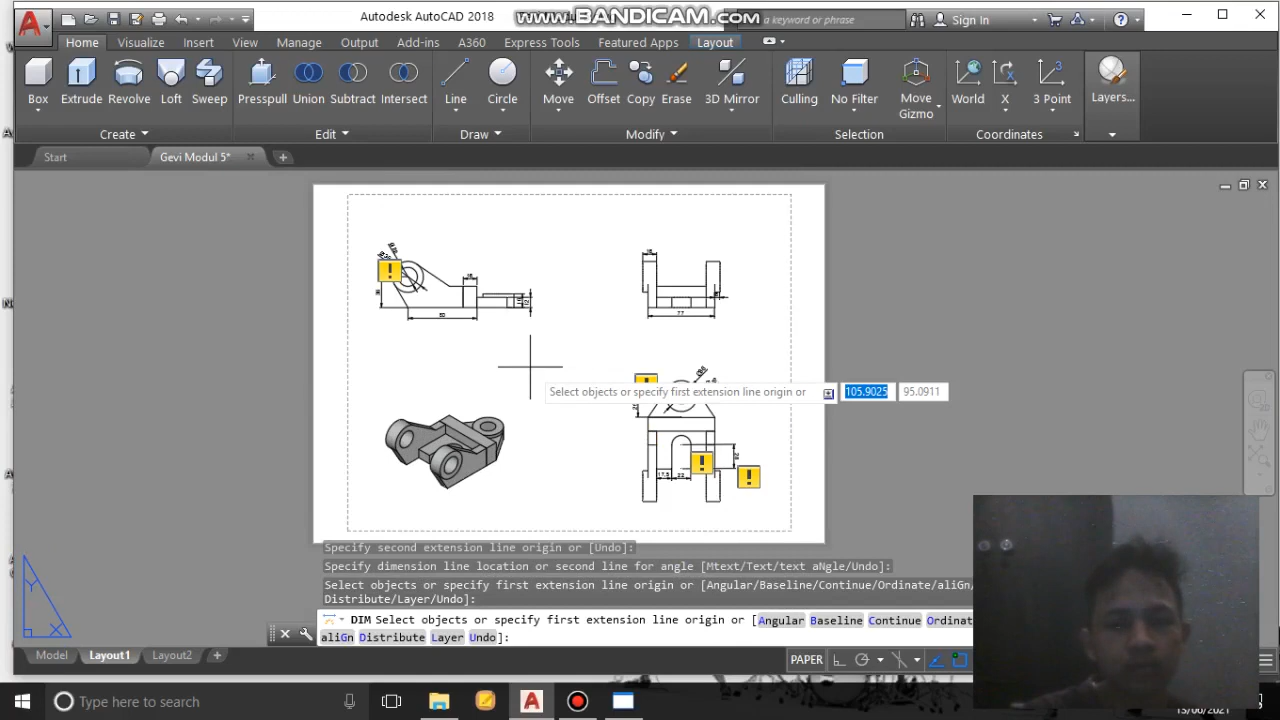 Autodesk AutoCAD 2018
www.BANDICAM.com
a keyword or phrase
Sign In
Home Visualize Insert View Manage Output Add-ins A360 Express Tools Featured Apps Layout
Box Extrude Revolve Loft Sweep Presspull Union Subtract Intersect Line Circle Move Offset Copy Erase 3D Mirror Culling No Filter Move Gizmo World X 3 Point Layers...
Create Edit Draw Modify Selection Coordinates
Start Gevi Modul 5*
50
77
17,5 22
Select objects or specify first extension line origin or 105.9025 95.0911
Specify second extension line origin or [Undo]:
Specify dimension line location or second line for angle [Mtext/Text/text aNgle/Undo]:
Select objects or specify first extension line origin or [Angular/Baseline/Continue/Ordinate/aliGn/
Distribute/Layer/Undo]:
DIM Select objects or specify first extension line origin or [Angular Baseline Continue Ordinat
aliGn Distribute Layer Undo]:
Y
X
Model Layout1 Layout2
PAPER
Type here to search
13/06/2021